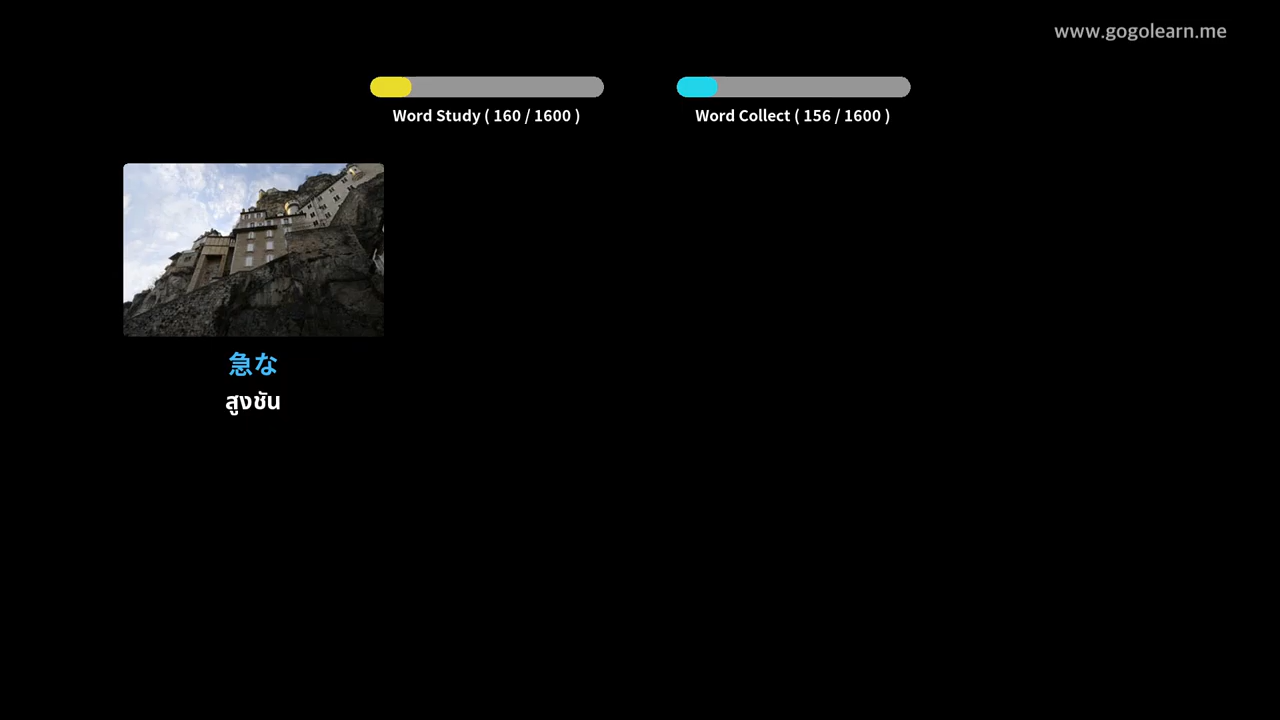 www.gogolearn.me
Word Study ( 160 / 1600 )
Word Collect ( 156 / 1600 )
急な
สูงชัน